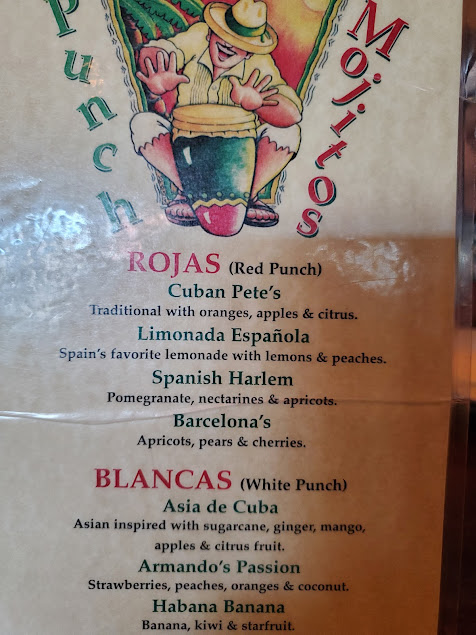 Punch
Mojitos
ROJAS (Red Punch)
Cuban Pete's
Traditional with oranges, apples & citrus.
Limonada Española
Spain's favorite lemonade with lemons & peaches.
Spanish Harlem
Pomegranate, nectarines & apricots.
Barcelona's
Apricots, pears & cherries.
BLANCAS (White Punch)
Asia de Cuba
Asian inspired with sugarcane, ginger, mango,
apples & citrus fruit.
Armando's Passion
Strawberries, peaches, oranges & coconut.
Habana Banana
Banana, kiwi & starfruit.